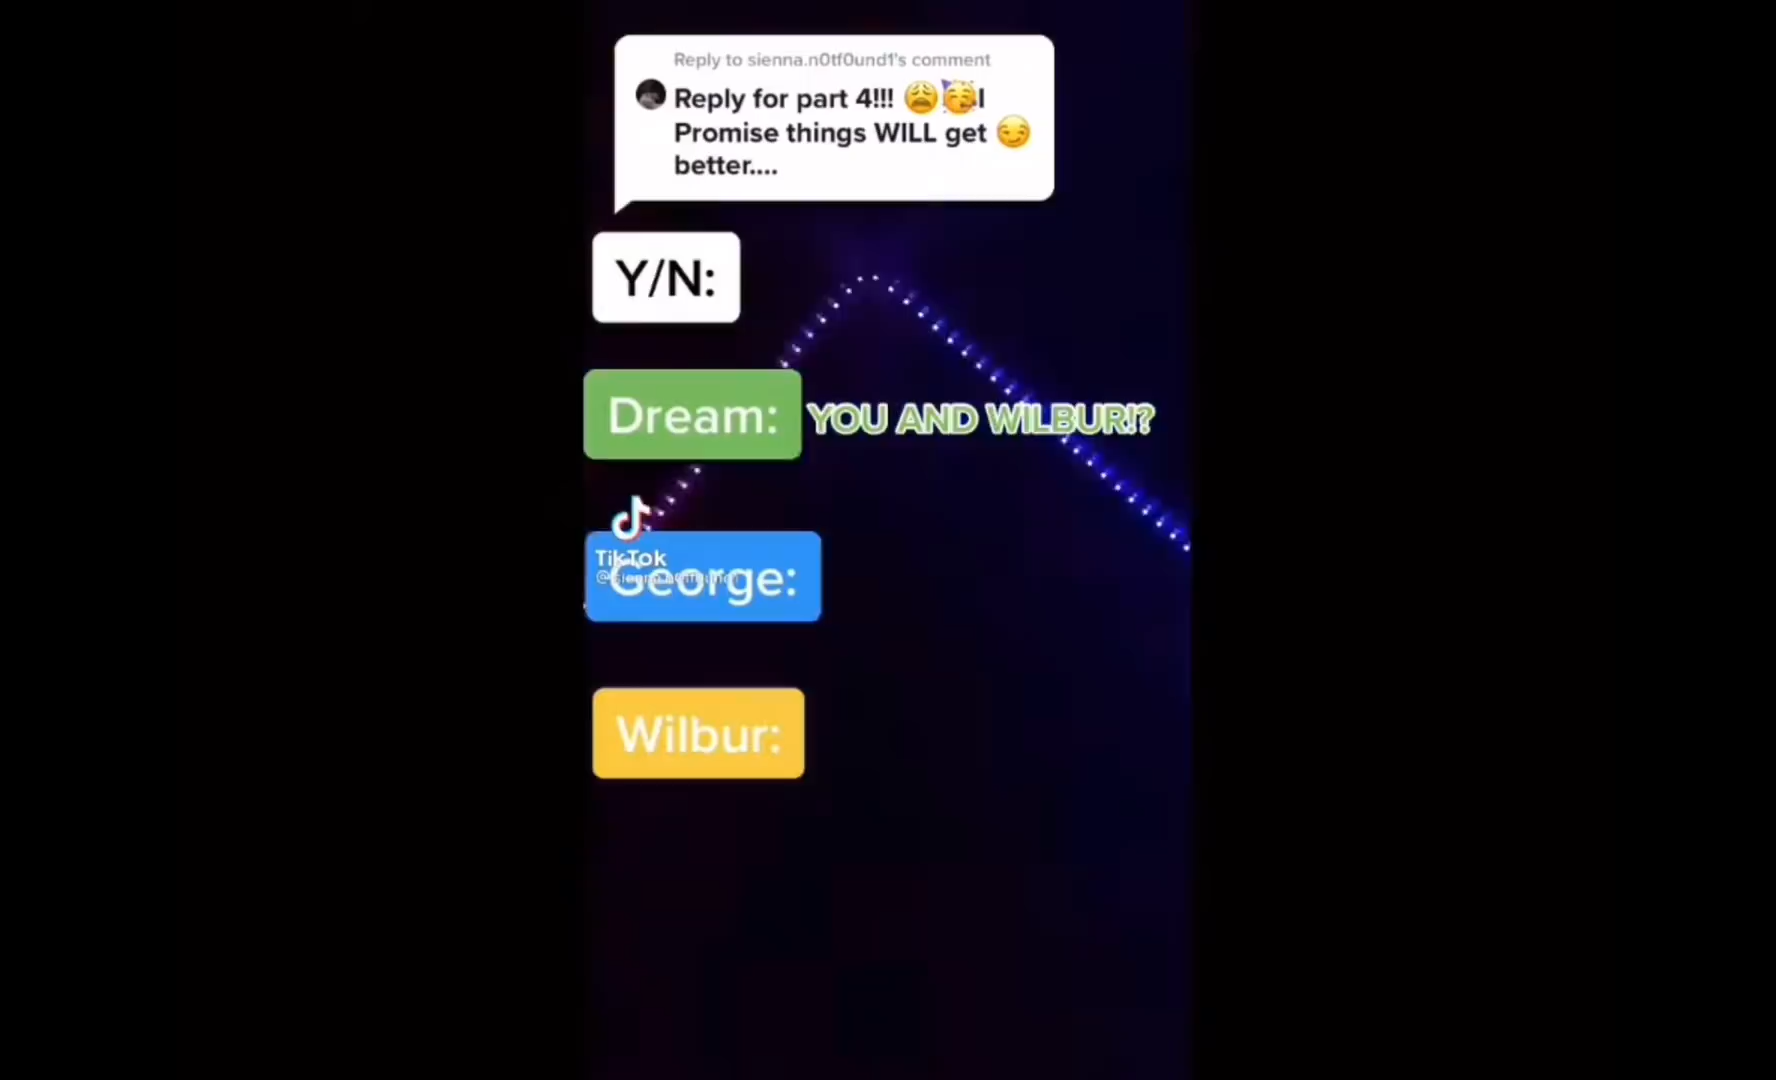 Reply to sienna.n0tf0und1's comment
Reply for part 4!!! 😩🥳I
Promise things WILL get 😏
better....
Y/N:
Dream: YOU AND WILBUR!?
TikTok
George:
Wilbur: